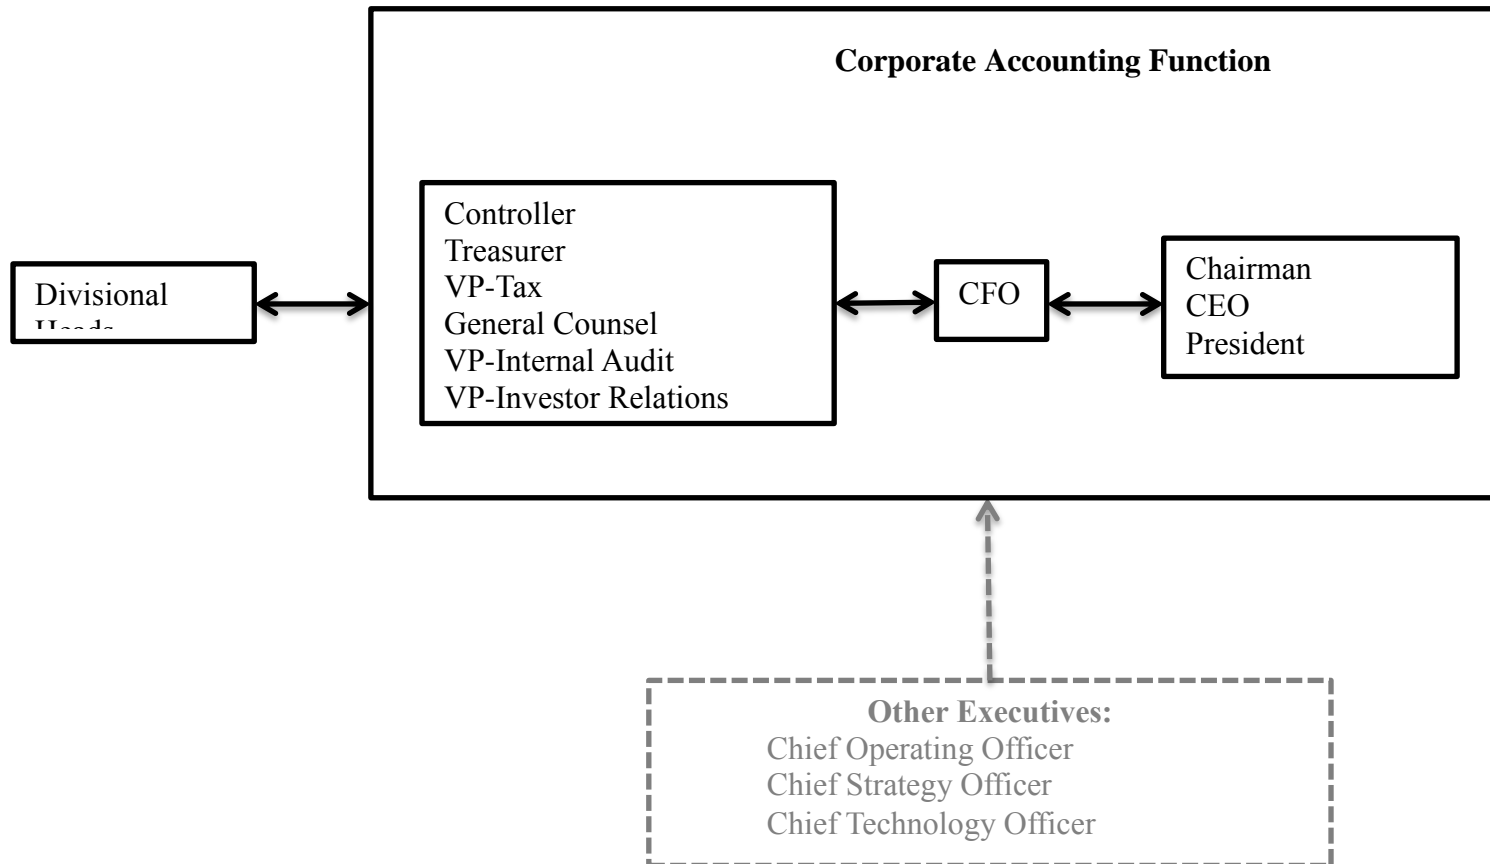 Corporate Accounting Function
Controller
Treasurer
VP-Tax
General Counsel
VP-Internal Audit
VP-Investor Relations
Divisional
CFO
Chairman
CEO
President
Other Executives:
Chief Operating Officer
Chief Strategy Officer
Chief Technology Officer